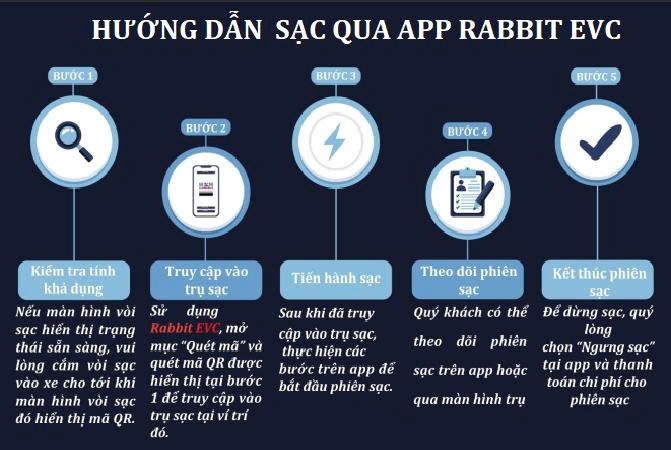 HƯỚNG DẪN SẠC QUA APP RABBIT EVC
BƯỚC 1
Kiểm tra tính
khả dụng
Nếu màn hình vòi
sạc hiển thị trạng
thái sẵn sàng, vui
lòng cắm vòi sạc
vào xe cho tới khi
màn hình vòi sạc
đó hiển thị mã QR.
BƯỚC 2
Truy cập vào
trụ sạc
Sử dụng
Rabbit EVC, mở
mục “Quét mã” và
quét mã QR được
hiển thị tại bước
1 để truy cập vào
trụ sạc tại ví trí
đó.
BƯỚC 3
Tiến hành sạc
Sau khi đã truy
cập vào trụ sạc,
thực hiện các
bước trên app để
bắt đầu phiên sạc.
BƯỚC 4
Theo dõi phiên
sạc
Quý khách có thể
theo dõi phiên
sạc trên app hoặc
qua màn hình trụ
BƯỚC 5
Kết thúc phiên
sạc
Để dừng sạc, quý
lòng
chọn “Ngưng sạc”
tại app và thanh
toán chi phí cho
phiên sạc